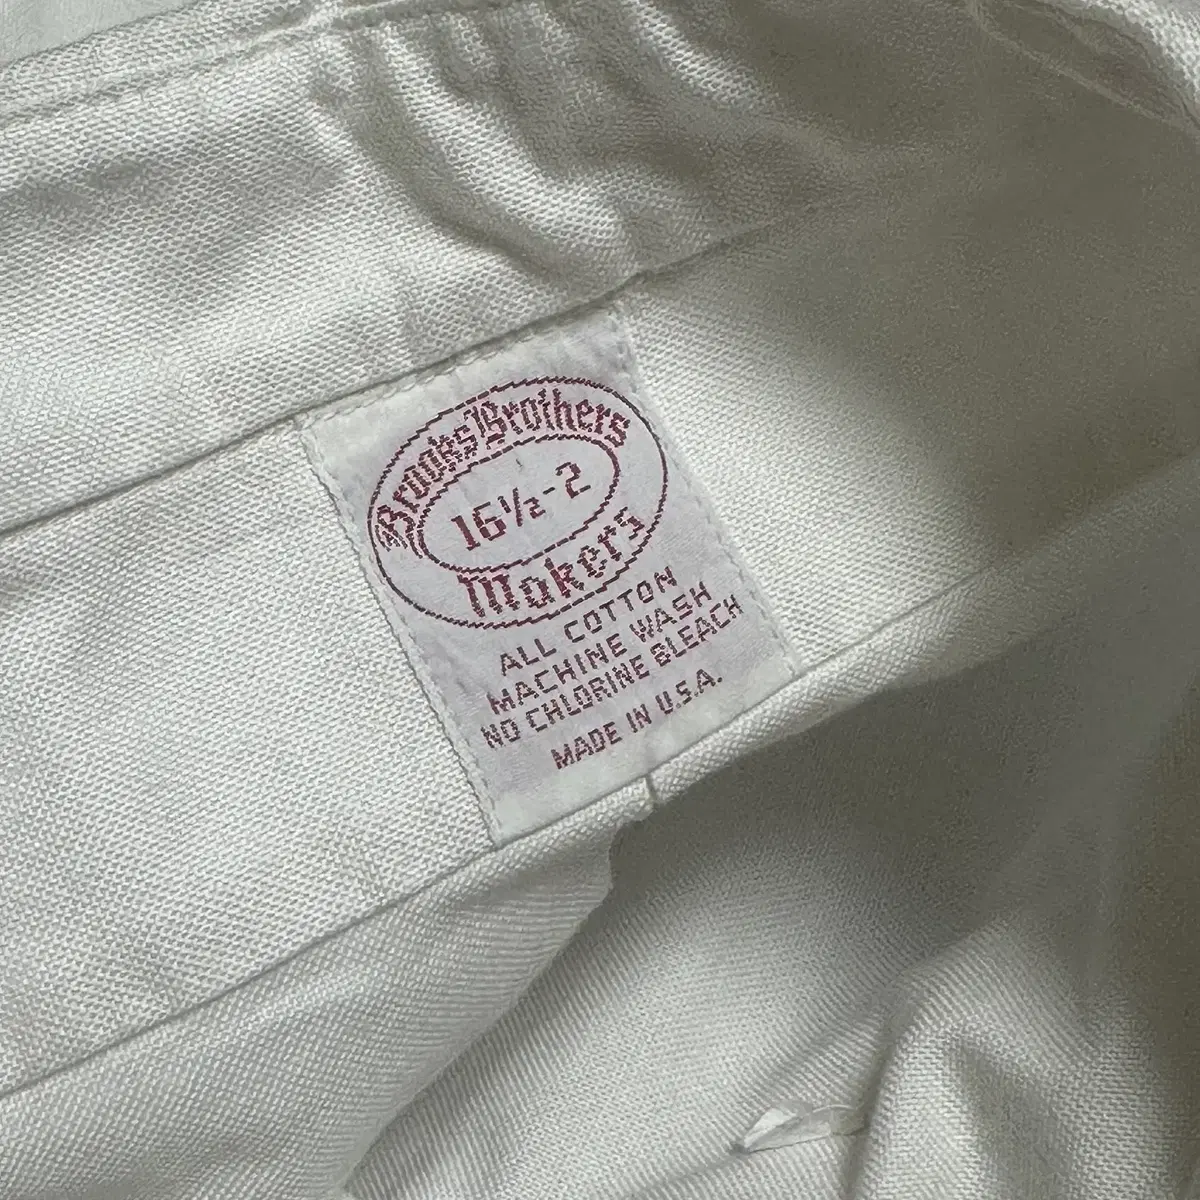 Brooks Brothers
16½-2
Makers
ALL COTTON
MACHINE WASH
NO CHLORINE BLEACH
MADE IN U.S.A.